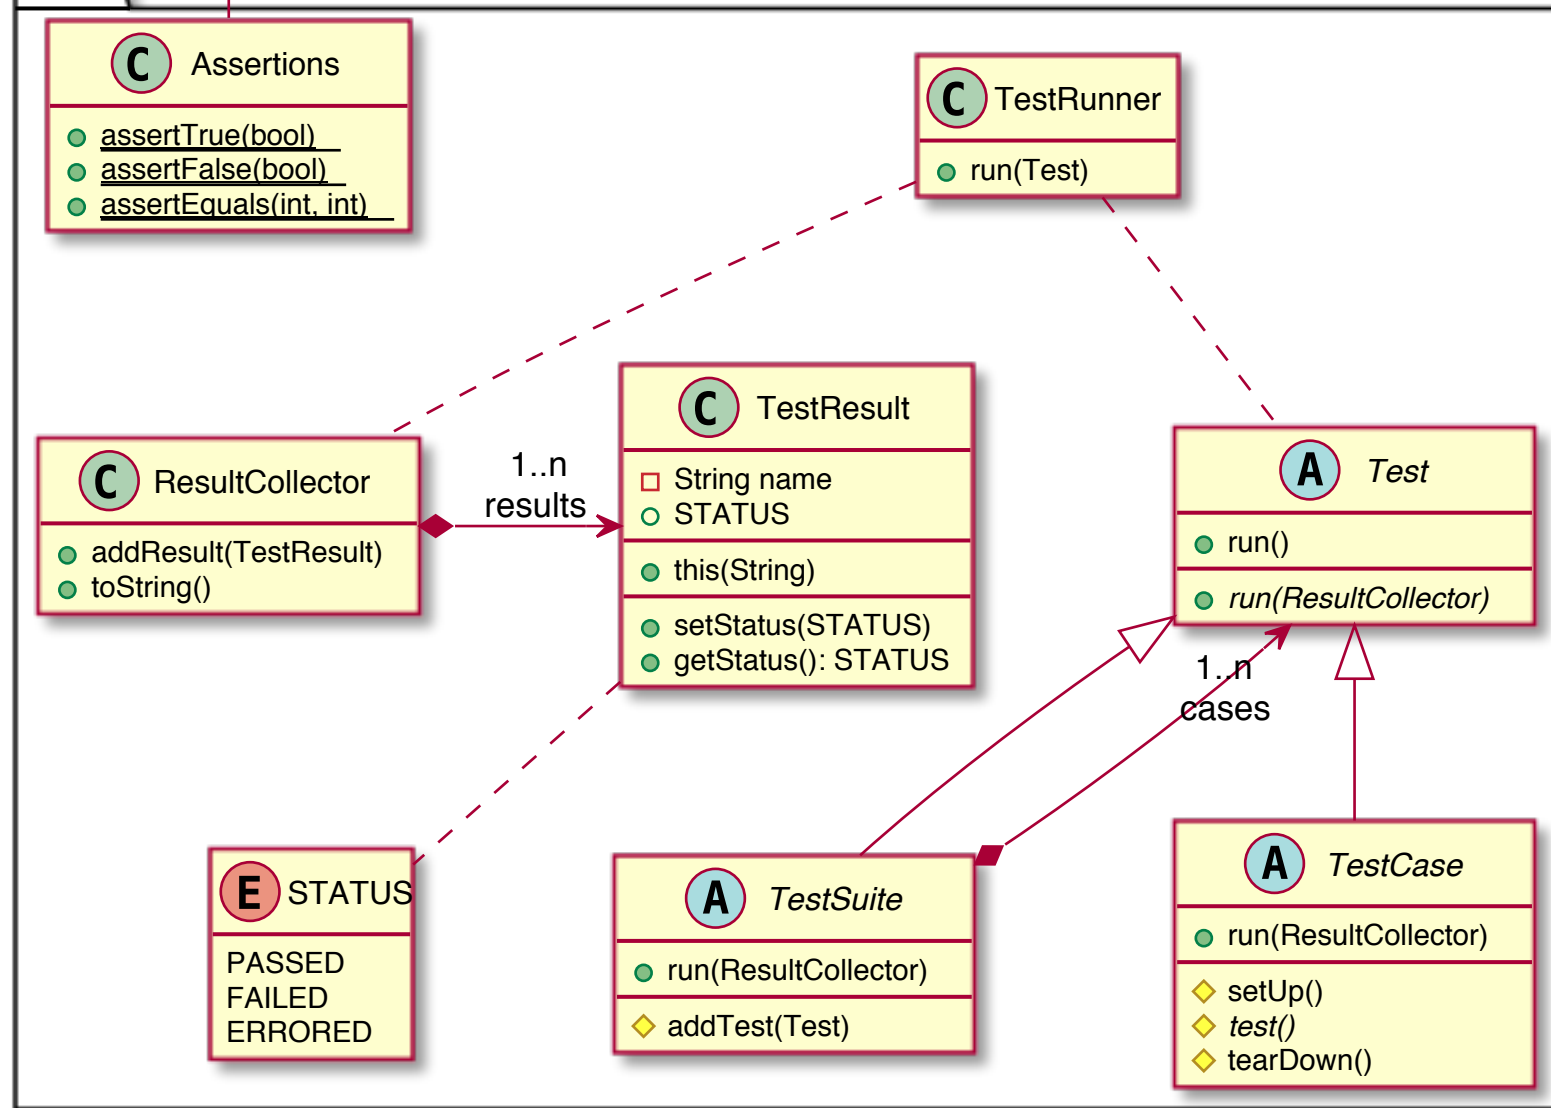 C Assertions
assertTrue(bool)
assertFalse(bool)
assertEquals(int, int)
C TestRunner
run(Test)
C ResultCollector
addResult(TestResult)
toString()
1..n
results
C TestResult
String name
STATUS
this(String)
setStatus(STATUS)
getStatus(): STATUS
A Test
run()
run(ResultCollector)
1..n
cases
E STATUS
PASSED
FAILED
ERRORED
A TestSuite
run(ResultCollector)
addTest(Test)
A TestCase
run(ResultCollector)
setUp()
test()
tearDown()